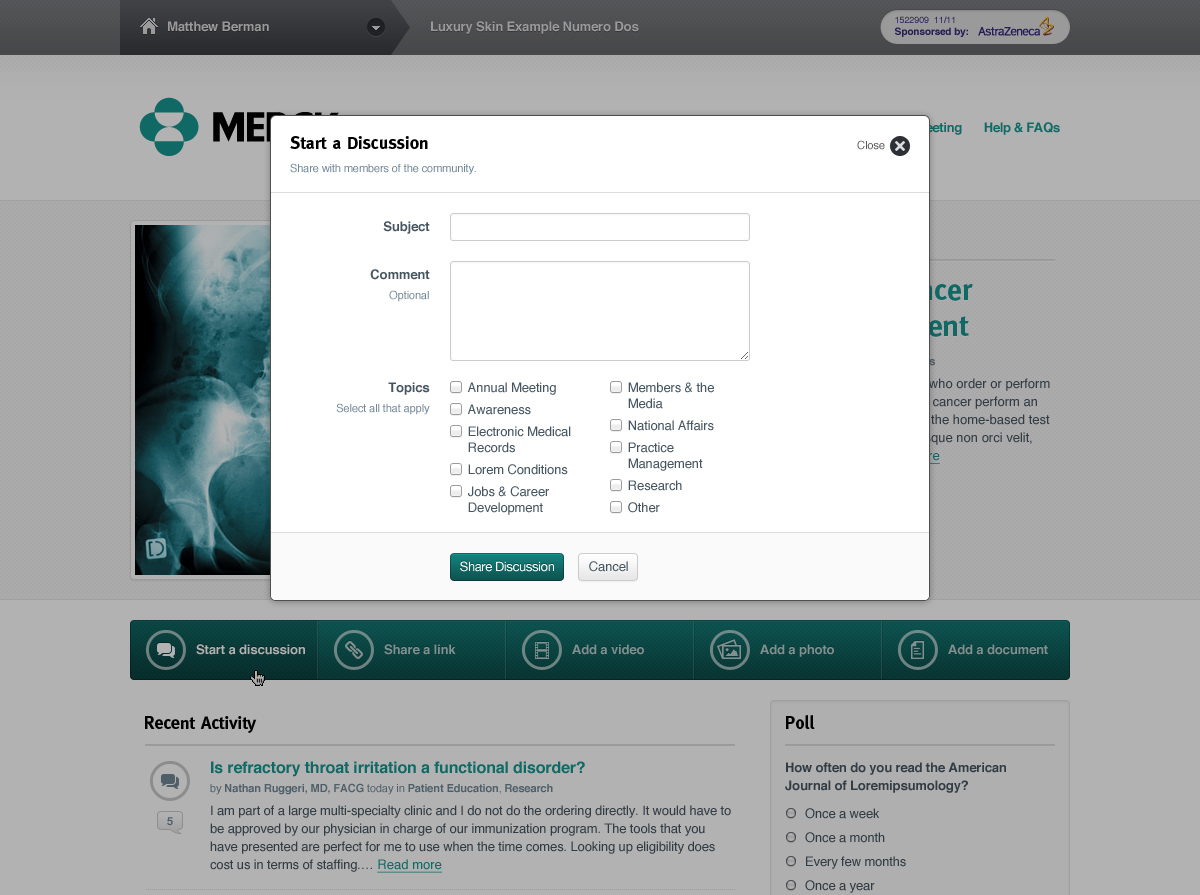 Matthew Berman
Luxury Skin Example Numero Dos
1522909 11/11
Sponsorsed by: AstraZeneca
Help & FAQs
Start a Discussion
Close
Share with members of the community.
Subject
Comment
Optional
Topics
Select all that apply
Annual Meeting
Awareness
Electronic Medical
Records
Lorem Conditions
Jobs & Career
Development
Members & the
Media
National Affairs
Practice
Management
Research
Other
Share Discussion
Cancel
who order or perform
cancer perform an
the home-based test
non orci velit,
Start a discussion
Share a link
Add a video
Add a photo
Add a document
Recent Activity
Is refractory throat irritation a functional disorder?
by Nathan Ruggeri, MD, FACG today in Patient Education, Research
5
I am part of a large multi-specialty clinic and I do not do the ordering directly. It would have to
be approved by our physician in charge of our immunization program. The tools that you
have presented are perfect for me to use when the time comes. Looking up eligibility does
cost us in terms of staffing.... Read more
Poll
How often do you read the American
Journal of Loremipsumology?
Once a week
Once a month
Every few months
Once a year